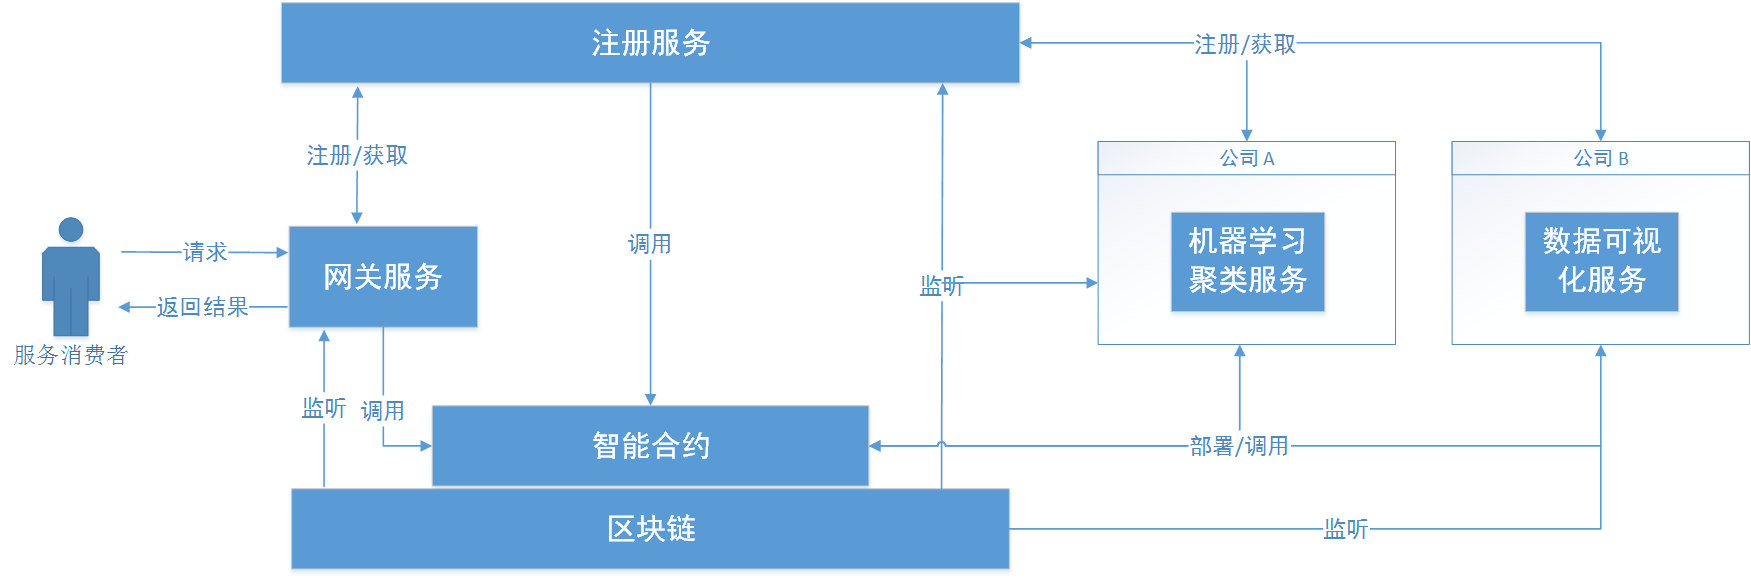 注册服务
注册/获取
注册/获取
公司 A
公司 B
请求
返回结果
服务消费者
网关服务
调用
监听
机器学习
聚类服务
数据可视
化服务
监听
调用
智能合约
部署/调用
区块链
监听